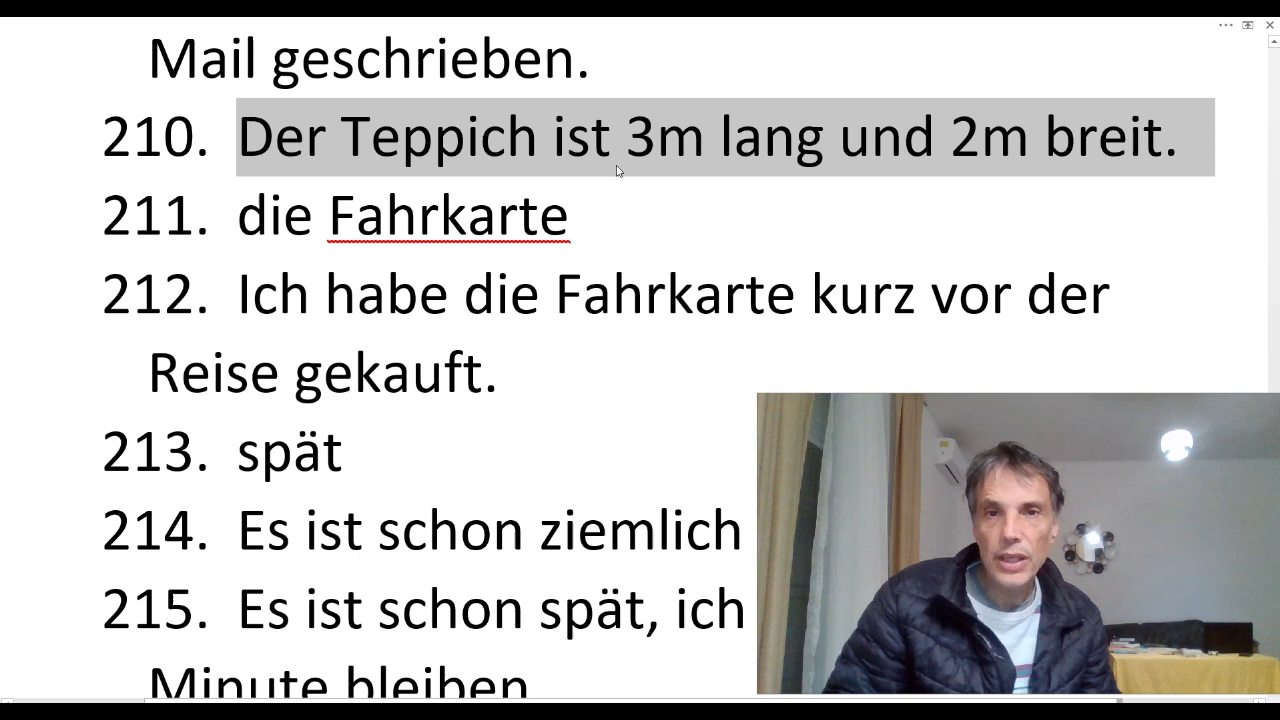 Mail geschrieben.
210. Der Teppich ist 3m lang und 2m breit.
211. die Fahrkarte
212. Ich habe die Fahrkarte kurz vor der
Reise gekauft.
213. spät
214. Es ist schon ziemlich
215. Es ist schon spät, ich
Minute bleiben